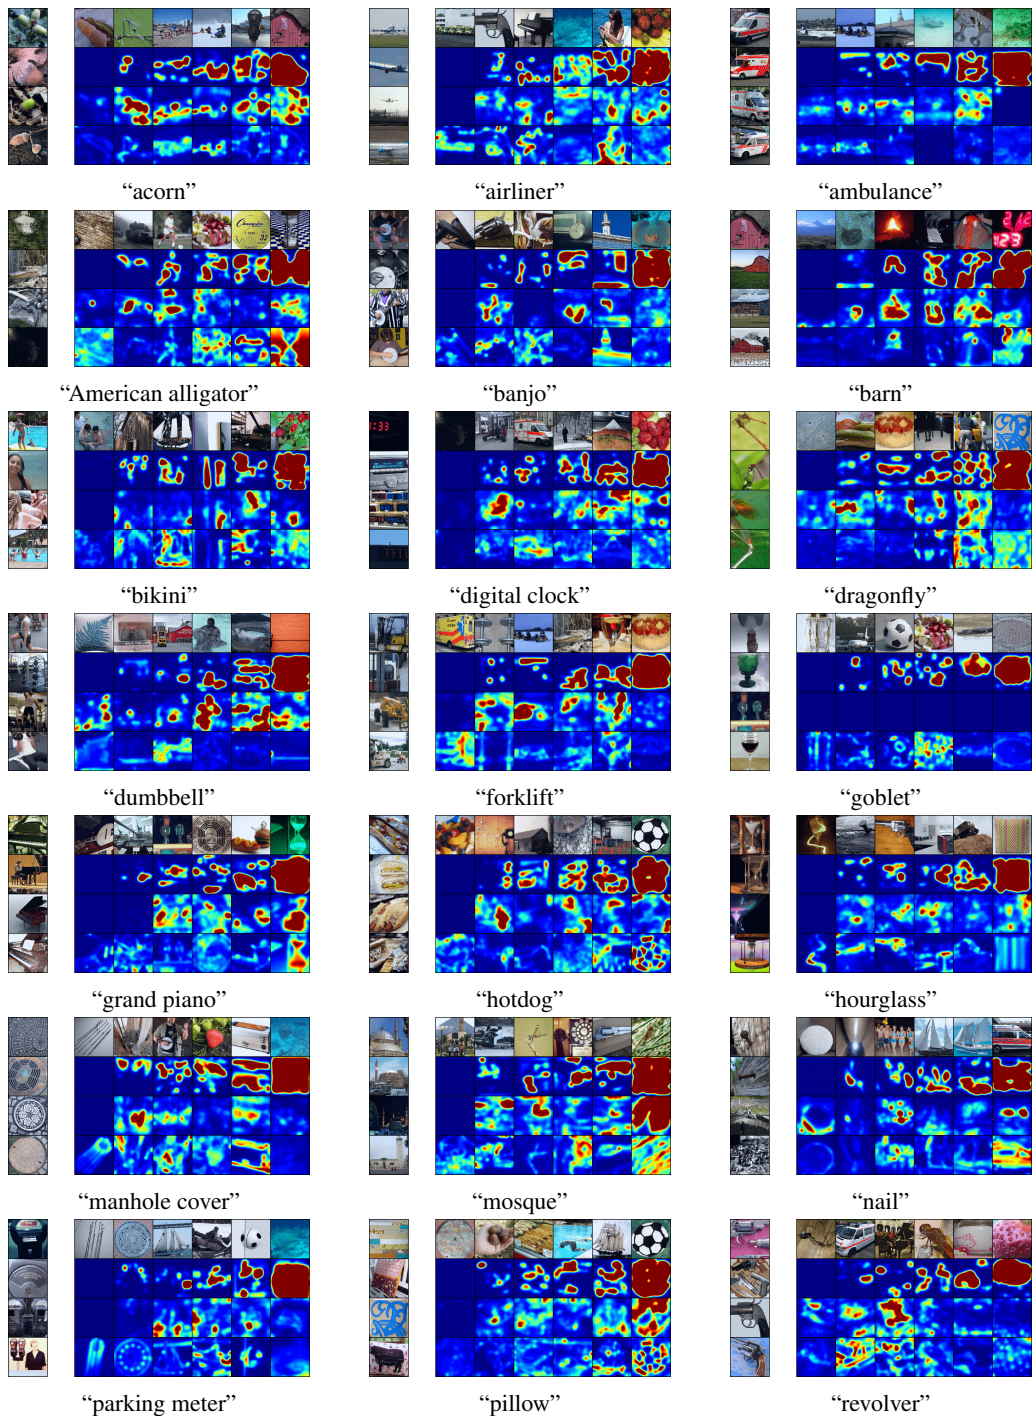 “acorn” “airliner” “ambulance”
“American alligator” “banjo” “barn”
“bikini” “digital clock” “dragonfly”
“dumbbell” “forklift” “goblet”
“grand piano” “hotdog” “hourglass”
“manhole cover” “mosque” “nail”
“parking meter” “pillow” “revolver”